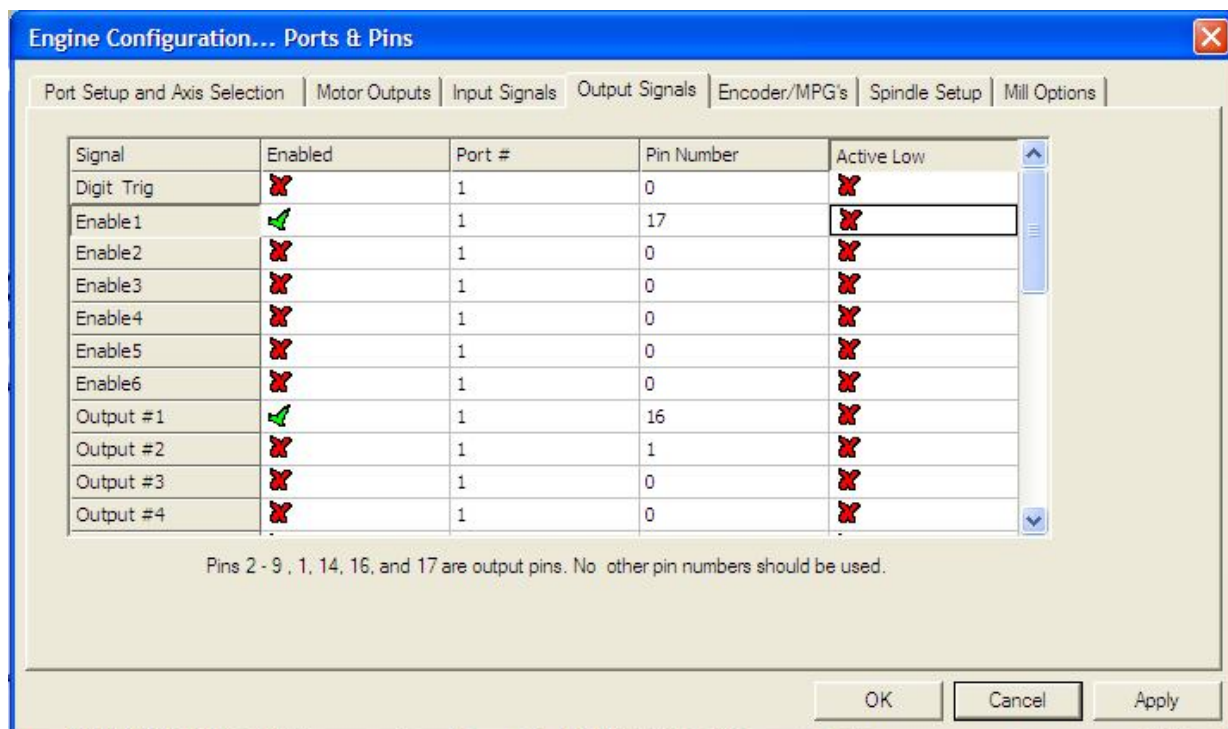 Engine Configuration... Ports & Pins
Port Setup and Axis Selection Motor Outputs Input Signals Output Signals Encoder/MPG's Spindle Setup Mill Options
Signal Enabled Port # Pin Number Active Low
Digit Trig 1 0
Enable1 1 17
Enable2 1 0
Enable3 1 0
Enable4 1 0
Enable5 1 0
Enable6 1 0
Output #1 1 16
Output #2 1 1
Output #3 1 0
Output #4 1 0
Pins 2 - 9 , 1, 14, 16, and 17 are output pins. No other pin numbers should be used.
OK Cancel Apply